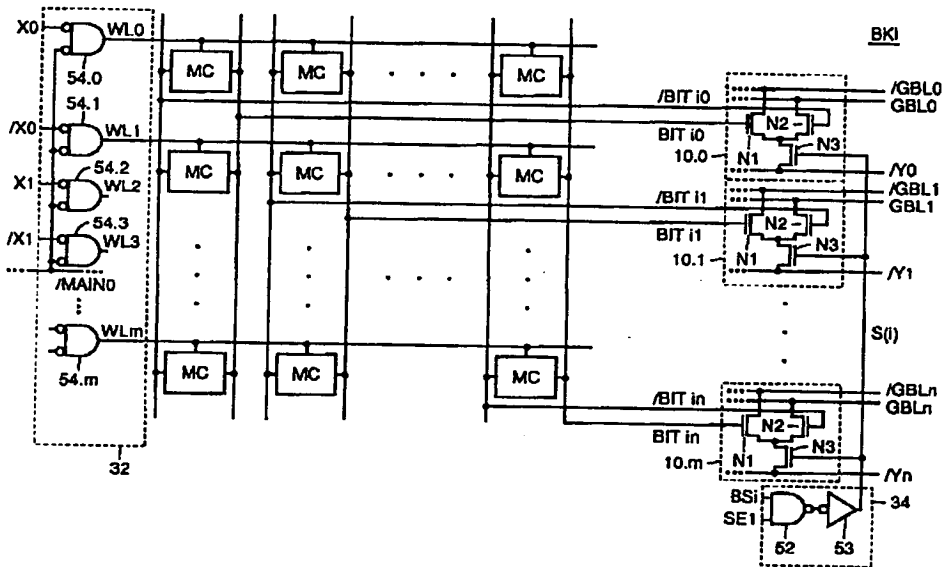 BKI
X0
WL0
54.0
MC MC MC
/BIT i0
/GBL0
GBL0
N2
N3
BIT i0
10.0
N1
/Y0
54.1
/X0
WL1
MC MC MC
X1
54.2
WL2
54.3
/X1
WL3
/MAIN0
/BIT i1
/GBL1
GBL1
N2
N3
BIT i1
10.1
N1
/Y1
S(i)
WLm
54.m
MC MC MC
32
/BIT in
/GBLn
GBLn
N2
N3
BIT in
10.m
N1
/Yn
BSi
SE1
34
52
53